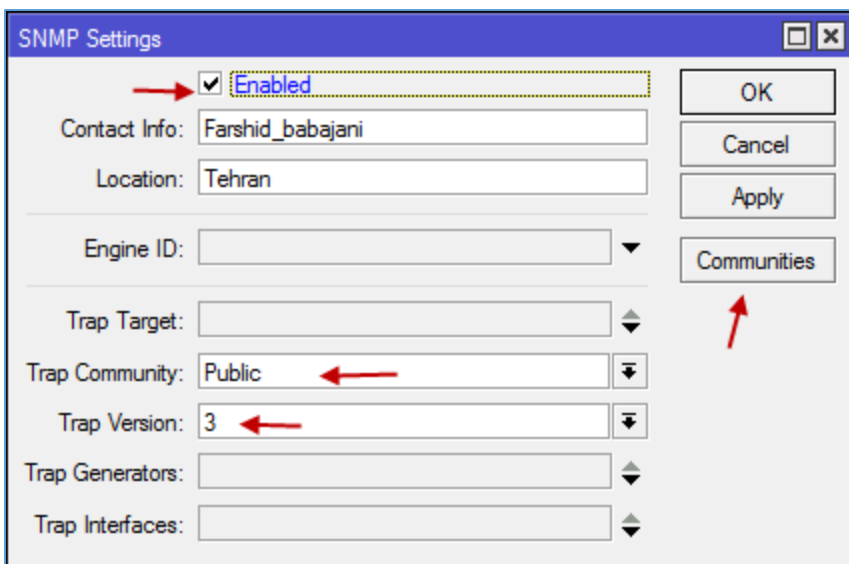 SNMP Settings
Enabled
OK
Contact Info: Farshid_babajani
Cancel
Location: Tehran
Apply
Engine ID:
Communities
Trap Target:
Trap Community: Public
Trap Version: 3
Trap Generators:
Trap Interfaces: